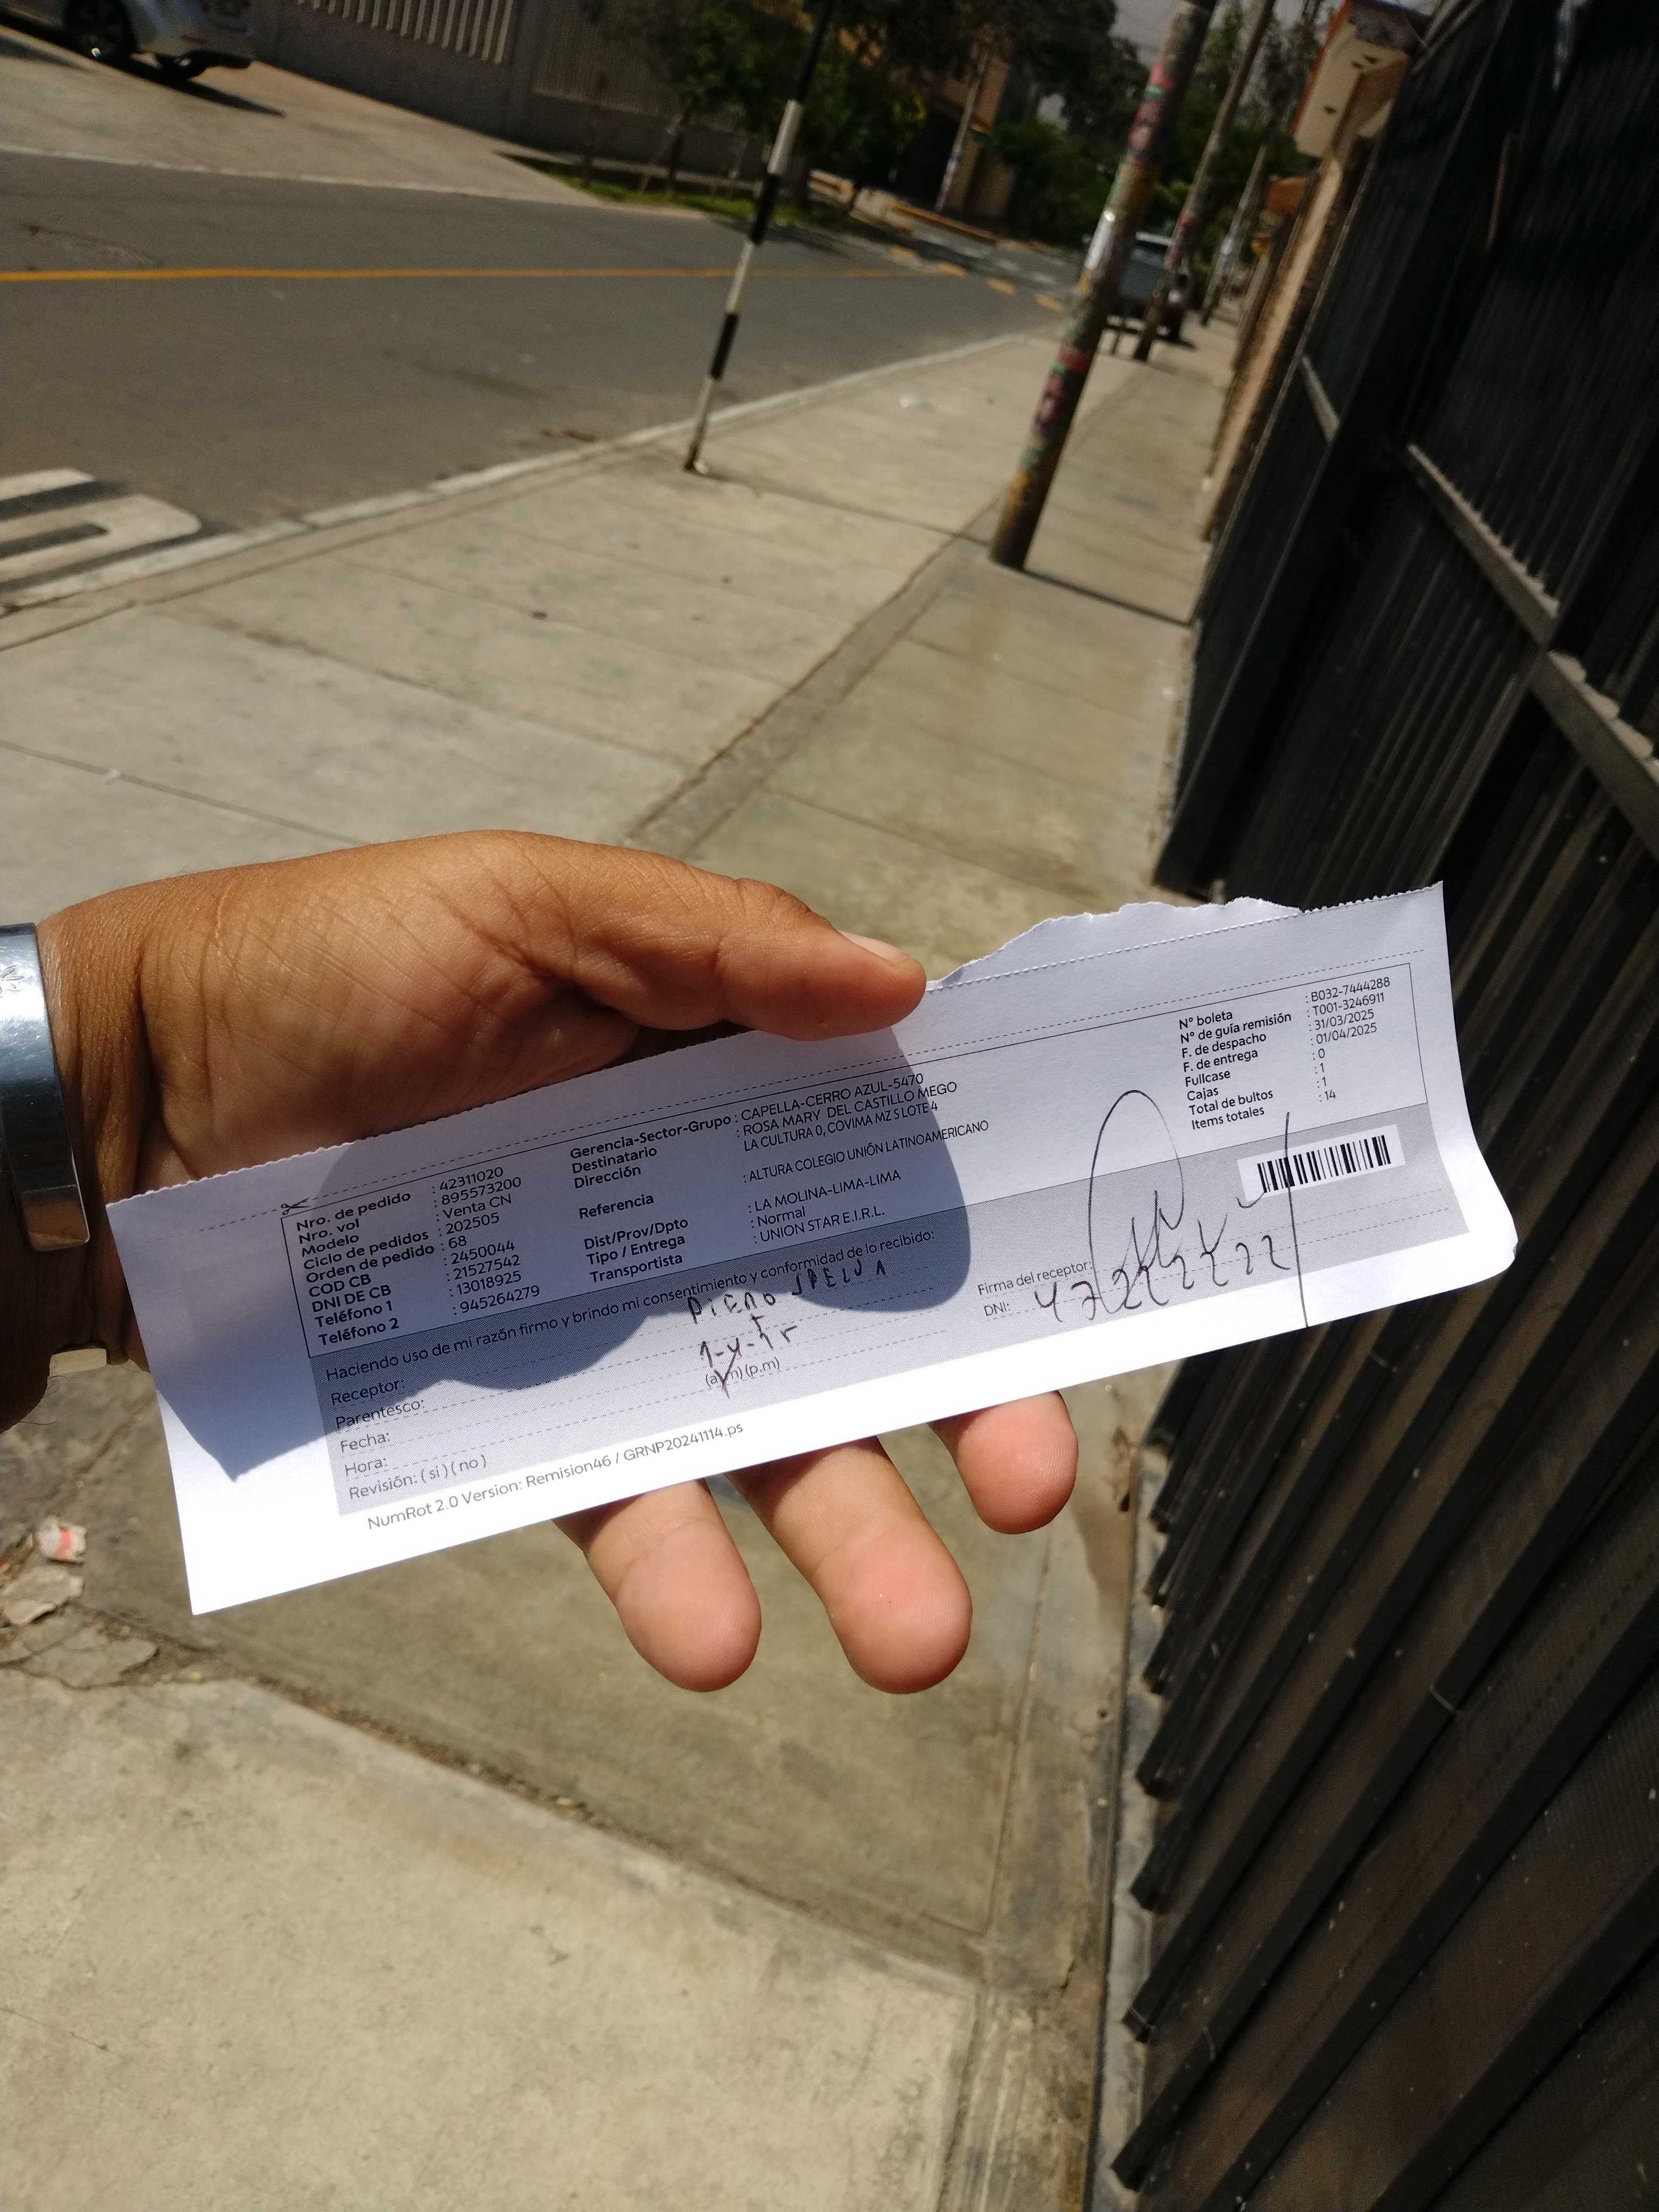 Nro. de pedido : 42311020
Nro. vol : 895573200
Modelo : Venta CN
Ciclo de pedidos : 202505
Orden de pedido : 68
COD CB : 2450044
DNI DE CB : 21527542
Teléfono 1 : 13018925
Teléfono 2 : 945264279
Gerencia-Sector-Grupo : CAPELLA-CERRO AZUL-5470
Destinatario : ROSA MARY DEL CASTILLO MEGO
Dirección LA CULTURA 0, COVIMA MZ S LOTE 4
Referencia : ALTURA COLEGIO UNIÓN LATINOAMERICANO
Dist/Prov/Dpto : LA MOLINA-LIMA-LIMA
Tipo / Entrega : Normal
Transportista : UNION STAR E.I.R.L.
N° boleta : B032-7444288
N° de guía remisión : T001-3246911
F. de despacho : 31/03/2025
F. de entrega : 01/04/2025
Fullcase : 0
Cajas : 1
Total de bultos : 1
Items totales : 14
Haciendo uso de mi razón firmo y brindo mi consentimiento y conformidad de lo recibido:
Receptor: PIERO
Parentesco:
Fecha:
Hora: (a.m) (p.m)
Revisión: ( si ) ( no )
Firma del receptor:
DNI:
NumRot 2.0 Version: Remision46 / GRNP20241114.ps